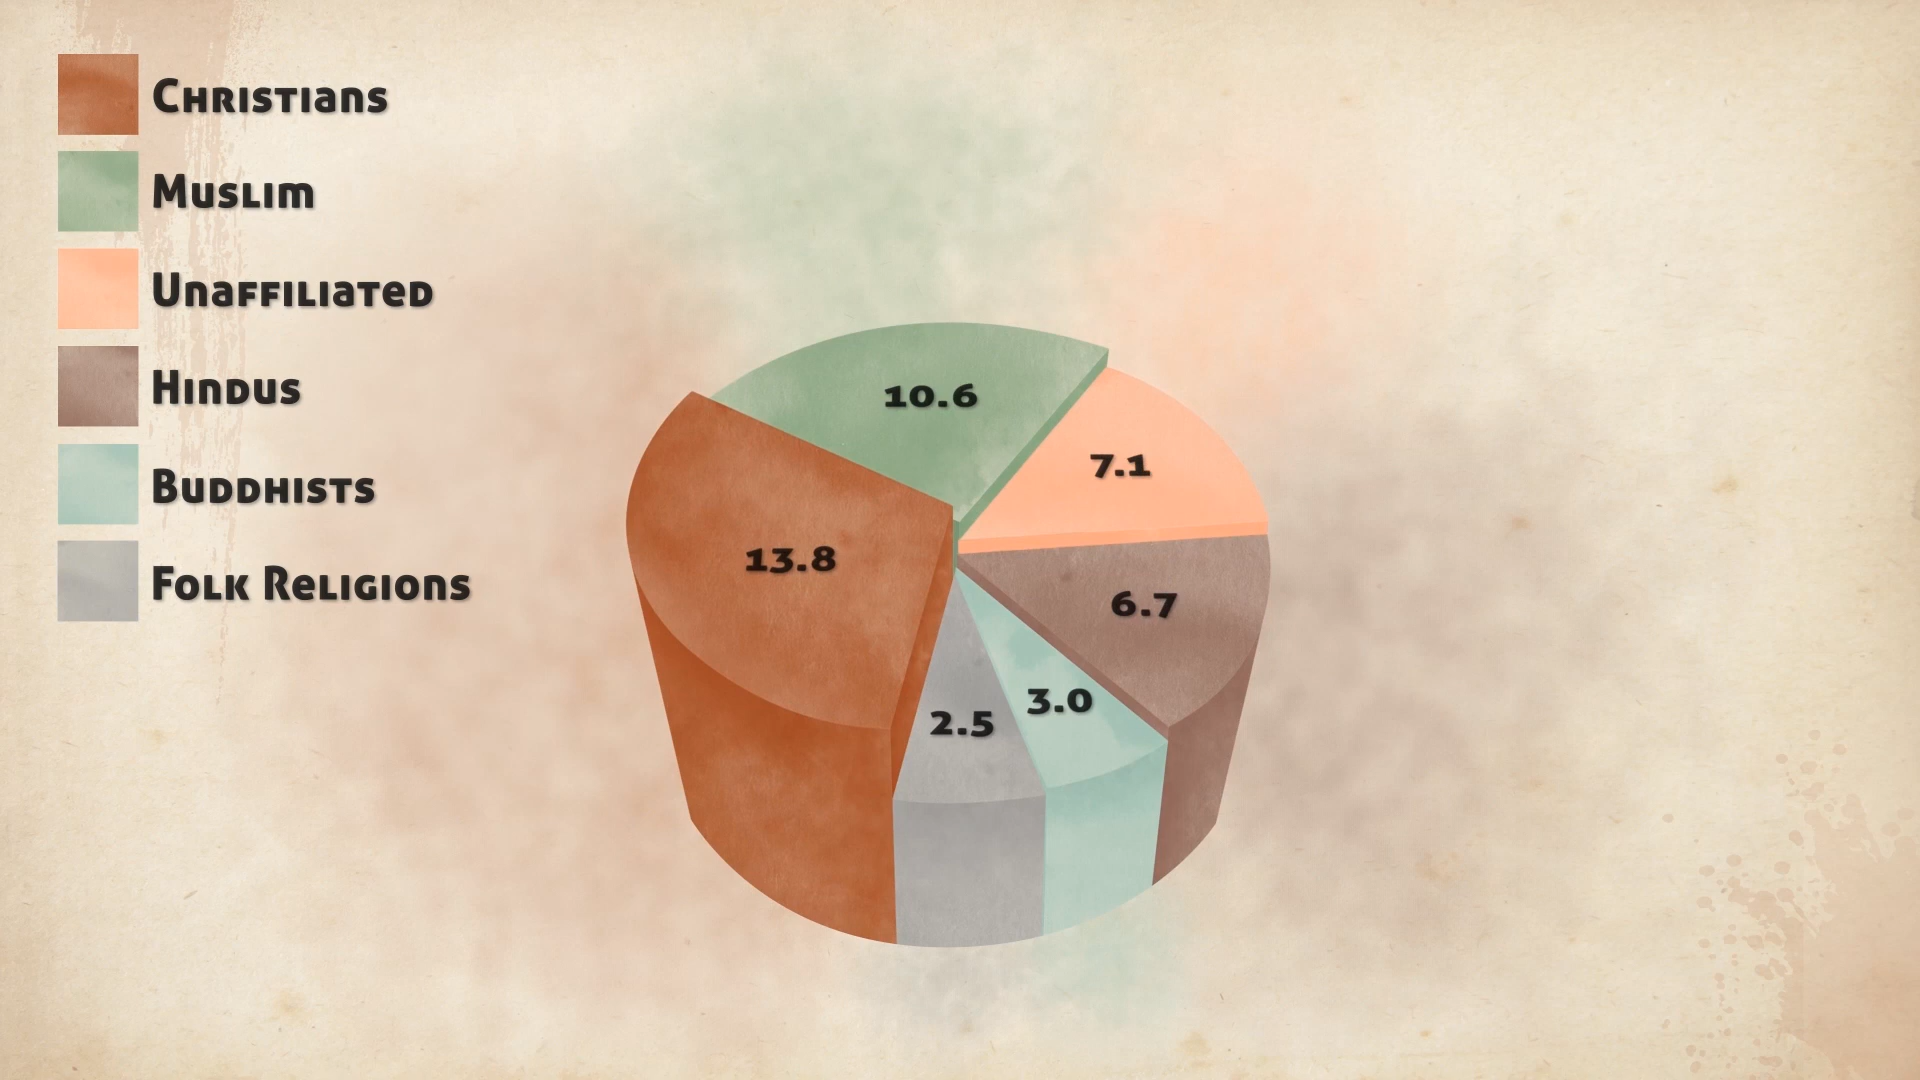 Christians
Muslim
Unaffiliated
Hindus
Buddhists
Folk Religions
10.6
7.1
13.8
6.7
3.0
2.5